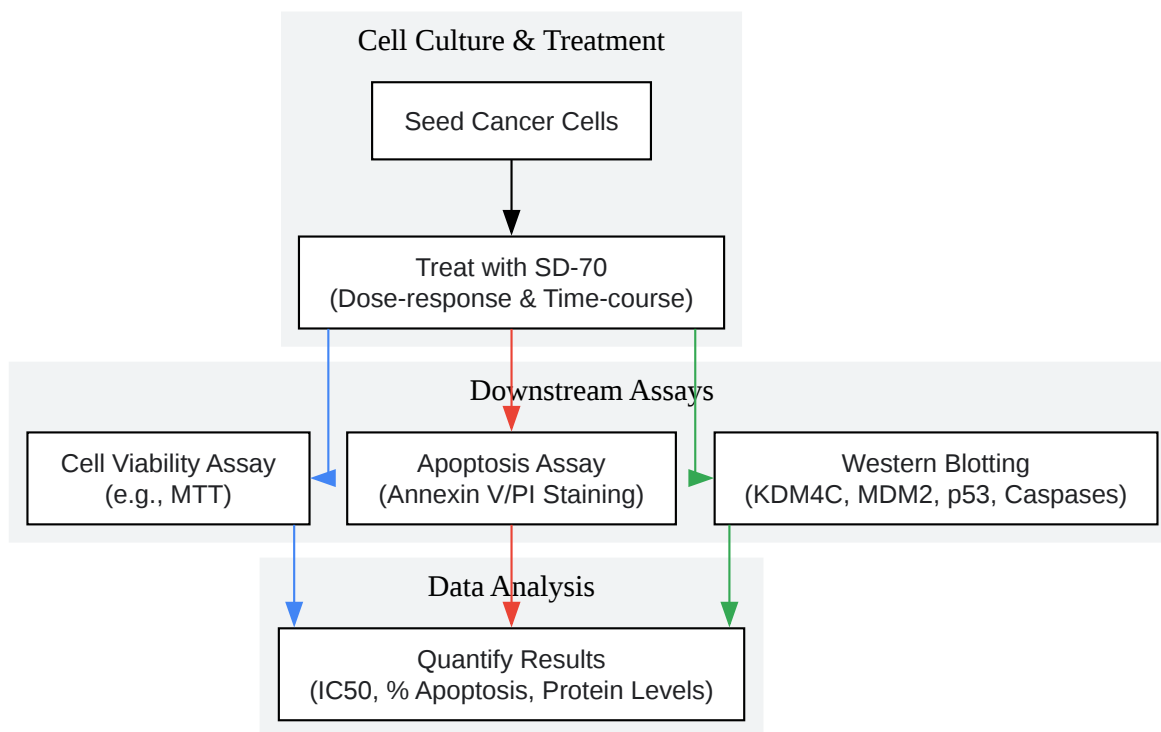 Cell Culture & Treatment
Seed Cancer Cells
Treat with SD-70
(Dose-response & Time-course)
Downstream Assays
Cell Viability Assay
(e.g., MTT)
Apoptosis Assay
(Annexin V/PI Staining)
Western Blotting
(KDM4C, MDM2, p53, Caspases)
Data Analysis
Quantify Results
(IC50, % Apoptosis, Protein Levels)